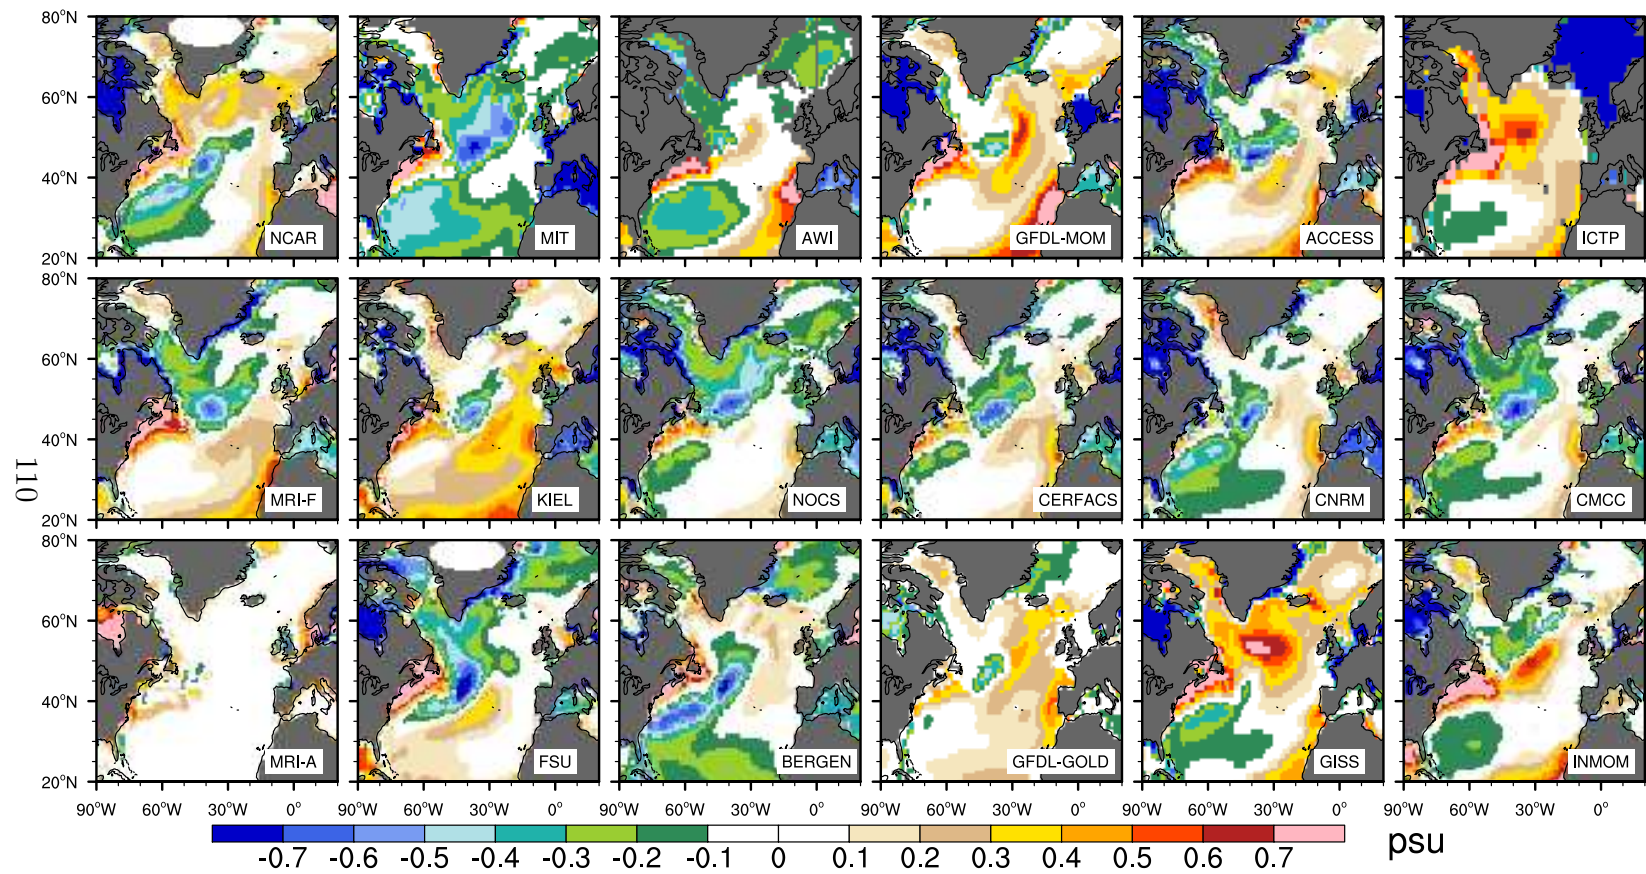 80°N
60°N
40°N
20°N
NCAR
MIT
AWI
GFDL-MOM
ACCESS
ICTP
80°N
60°N
40°N
20°N
MRI-F
KIEL
NOCS
CERFACS
CNRM
CMCC
110
80°N
60°N
40°N
20°N
MRI-A
FSU
BERGEN
GFDL-GOLD
GISS
INMOM
90°W 60°W 30°W 0° 90°W 60°W 30°W 0° 90°W 60°W 30°W 0° 90°W 60°W 30°W 0° 90°W 60°W 30°W 0° 90°W 60°W 30°W 0°
-0.7 -0.6 -0.5 -0.4 -0.3 -0.2 -0.1 0 0.1 0.2 0.3 0.4 0.5 0.6 0.7 psu